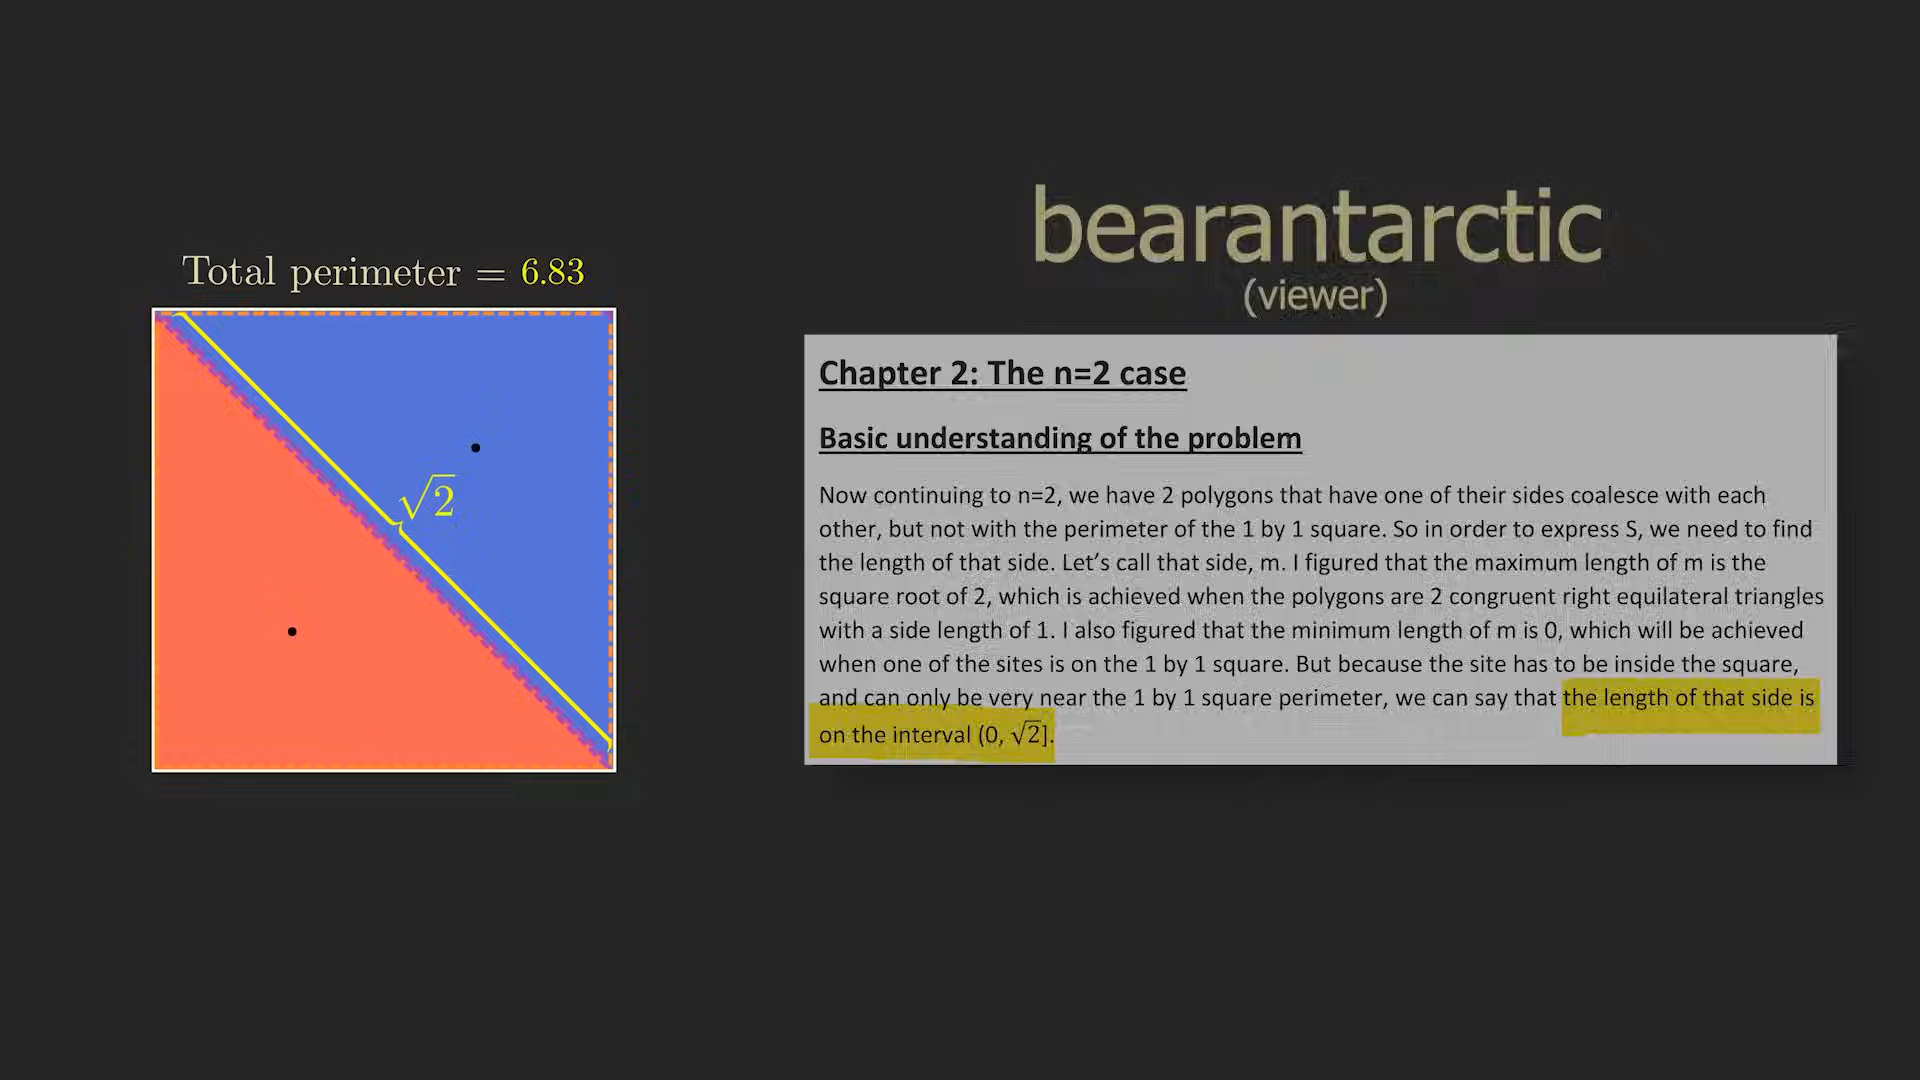 Total perimeter = 6.83
√2
bearantarctic
(viewer)
Chapter 2: The n=2 case
Basic understanding of the problem
Now continuing to n=2, we have 2 polygons that have one of their sides coalesce with each
other, but not with the perimeter of the 1 by 1 square. So in order to express S, we need to find
the length of that side. Let’s call that side, m. I figured that the maximum length of m is the
square root of 2, which is achieved when the polygons are 2 congruent right equilateral triangles
with a side length of 1. I also figured that the minimum length of m is 0, which will be achieved
when one of the sites is on the 1 by 1 square. But because the site has to be inside the square,
and can only be very near the 1 by 1 square perimeter, we can say that the length of that side is
on the interval (0, √2].